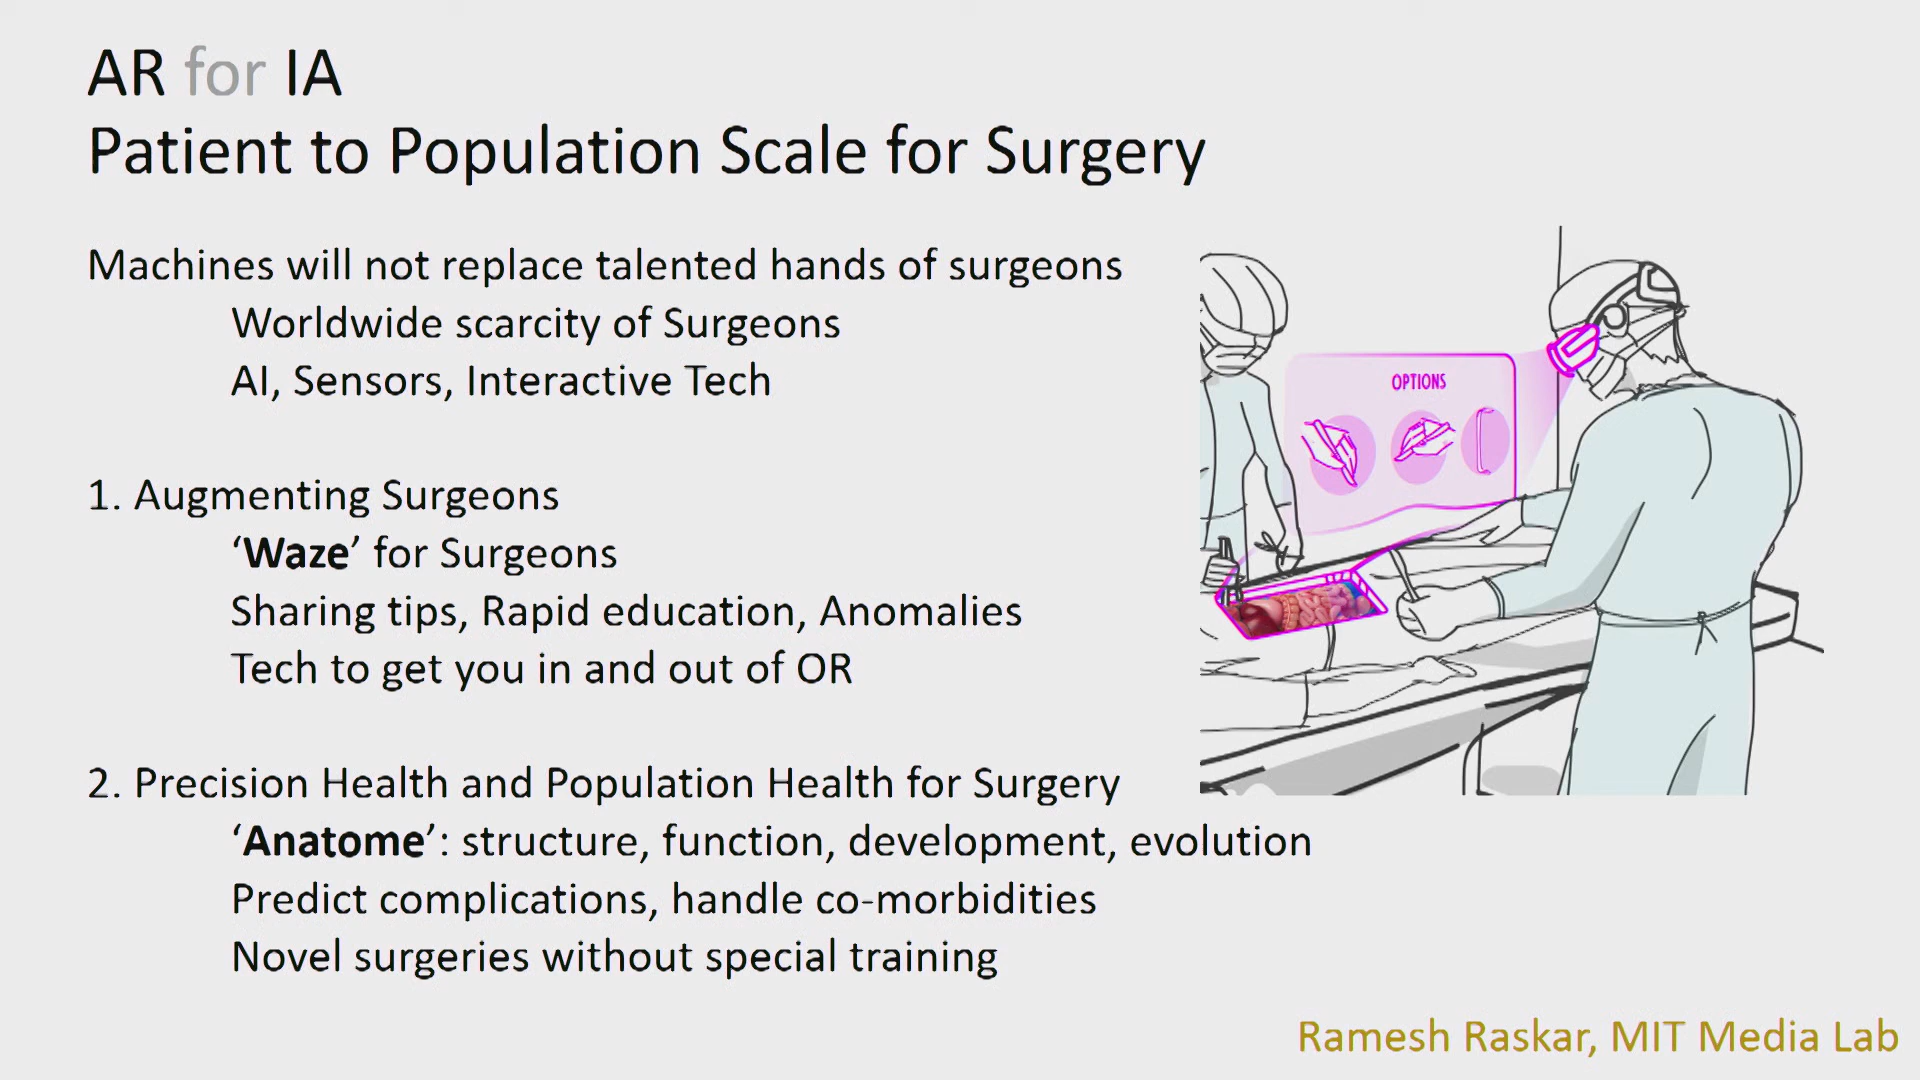 AR for IA
Patient to Population Scale for Surgery
Machines will not replace talented hands of surgeons
Worldwide scarcity of Surgeons
AI, Sensors, Interactive Tech
1. Augmenting Surgeons
‘Waze’ for Surgeons
Sharing tips, Rapid education, Anomalies
Tech to get you in and out of OR
2. Precision Health and Population Health for Surgery
‘Anatome’: structure, function, development, evolution
Predict complications, handle co-morbidities
Novel surgeries without special training
OPTIONS
Ramesh Raskar, MIT Media Lab